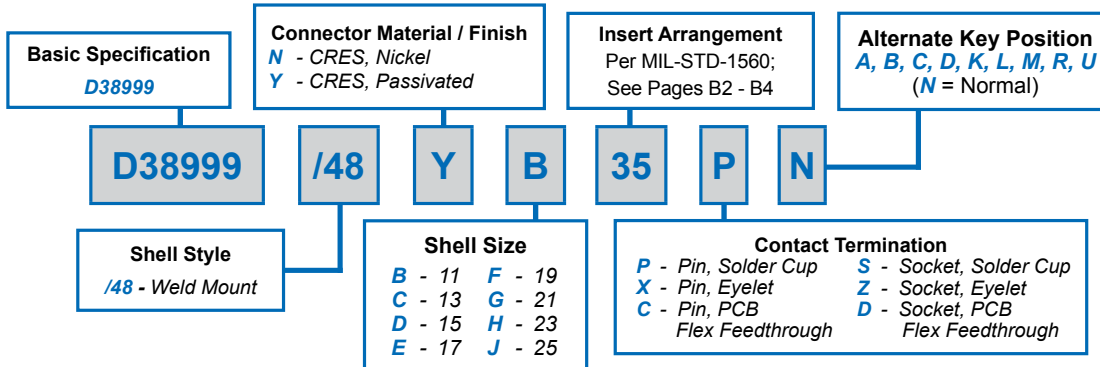 Basic Specification
D38999
Connector Material / Finish
N - CRES, Nickel
Y - CRES, Passivated
Insert Arrangement
Per MIL-STD-1560;
See Pages B2 - B4
Alternate Key Position
A, B, C, D, K, L, M, R, U
(N = Normal)
D38999 /48 Y B 35 P N
Shell Style
/48 - Weld Mount
Shell Size
B - 11 F - 19
C - 13 G - 21
D - 15 H - 23
E - 17 J - 25
Contact Termination
P - Pin, Solder Cup S - Socket, Solder Cup
X - Pin, Eyelet Z - Socket, Eyelet
C - Pin, PCB D - Socket, PCB
Flex Feedthrough Flex Feedthrough